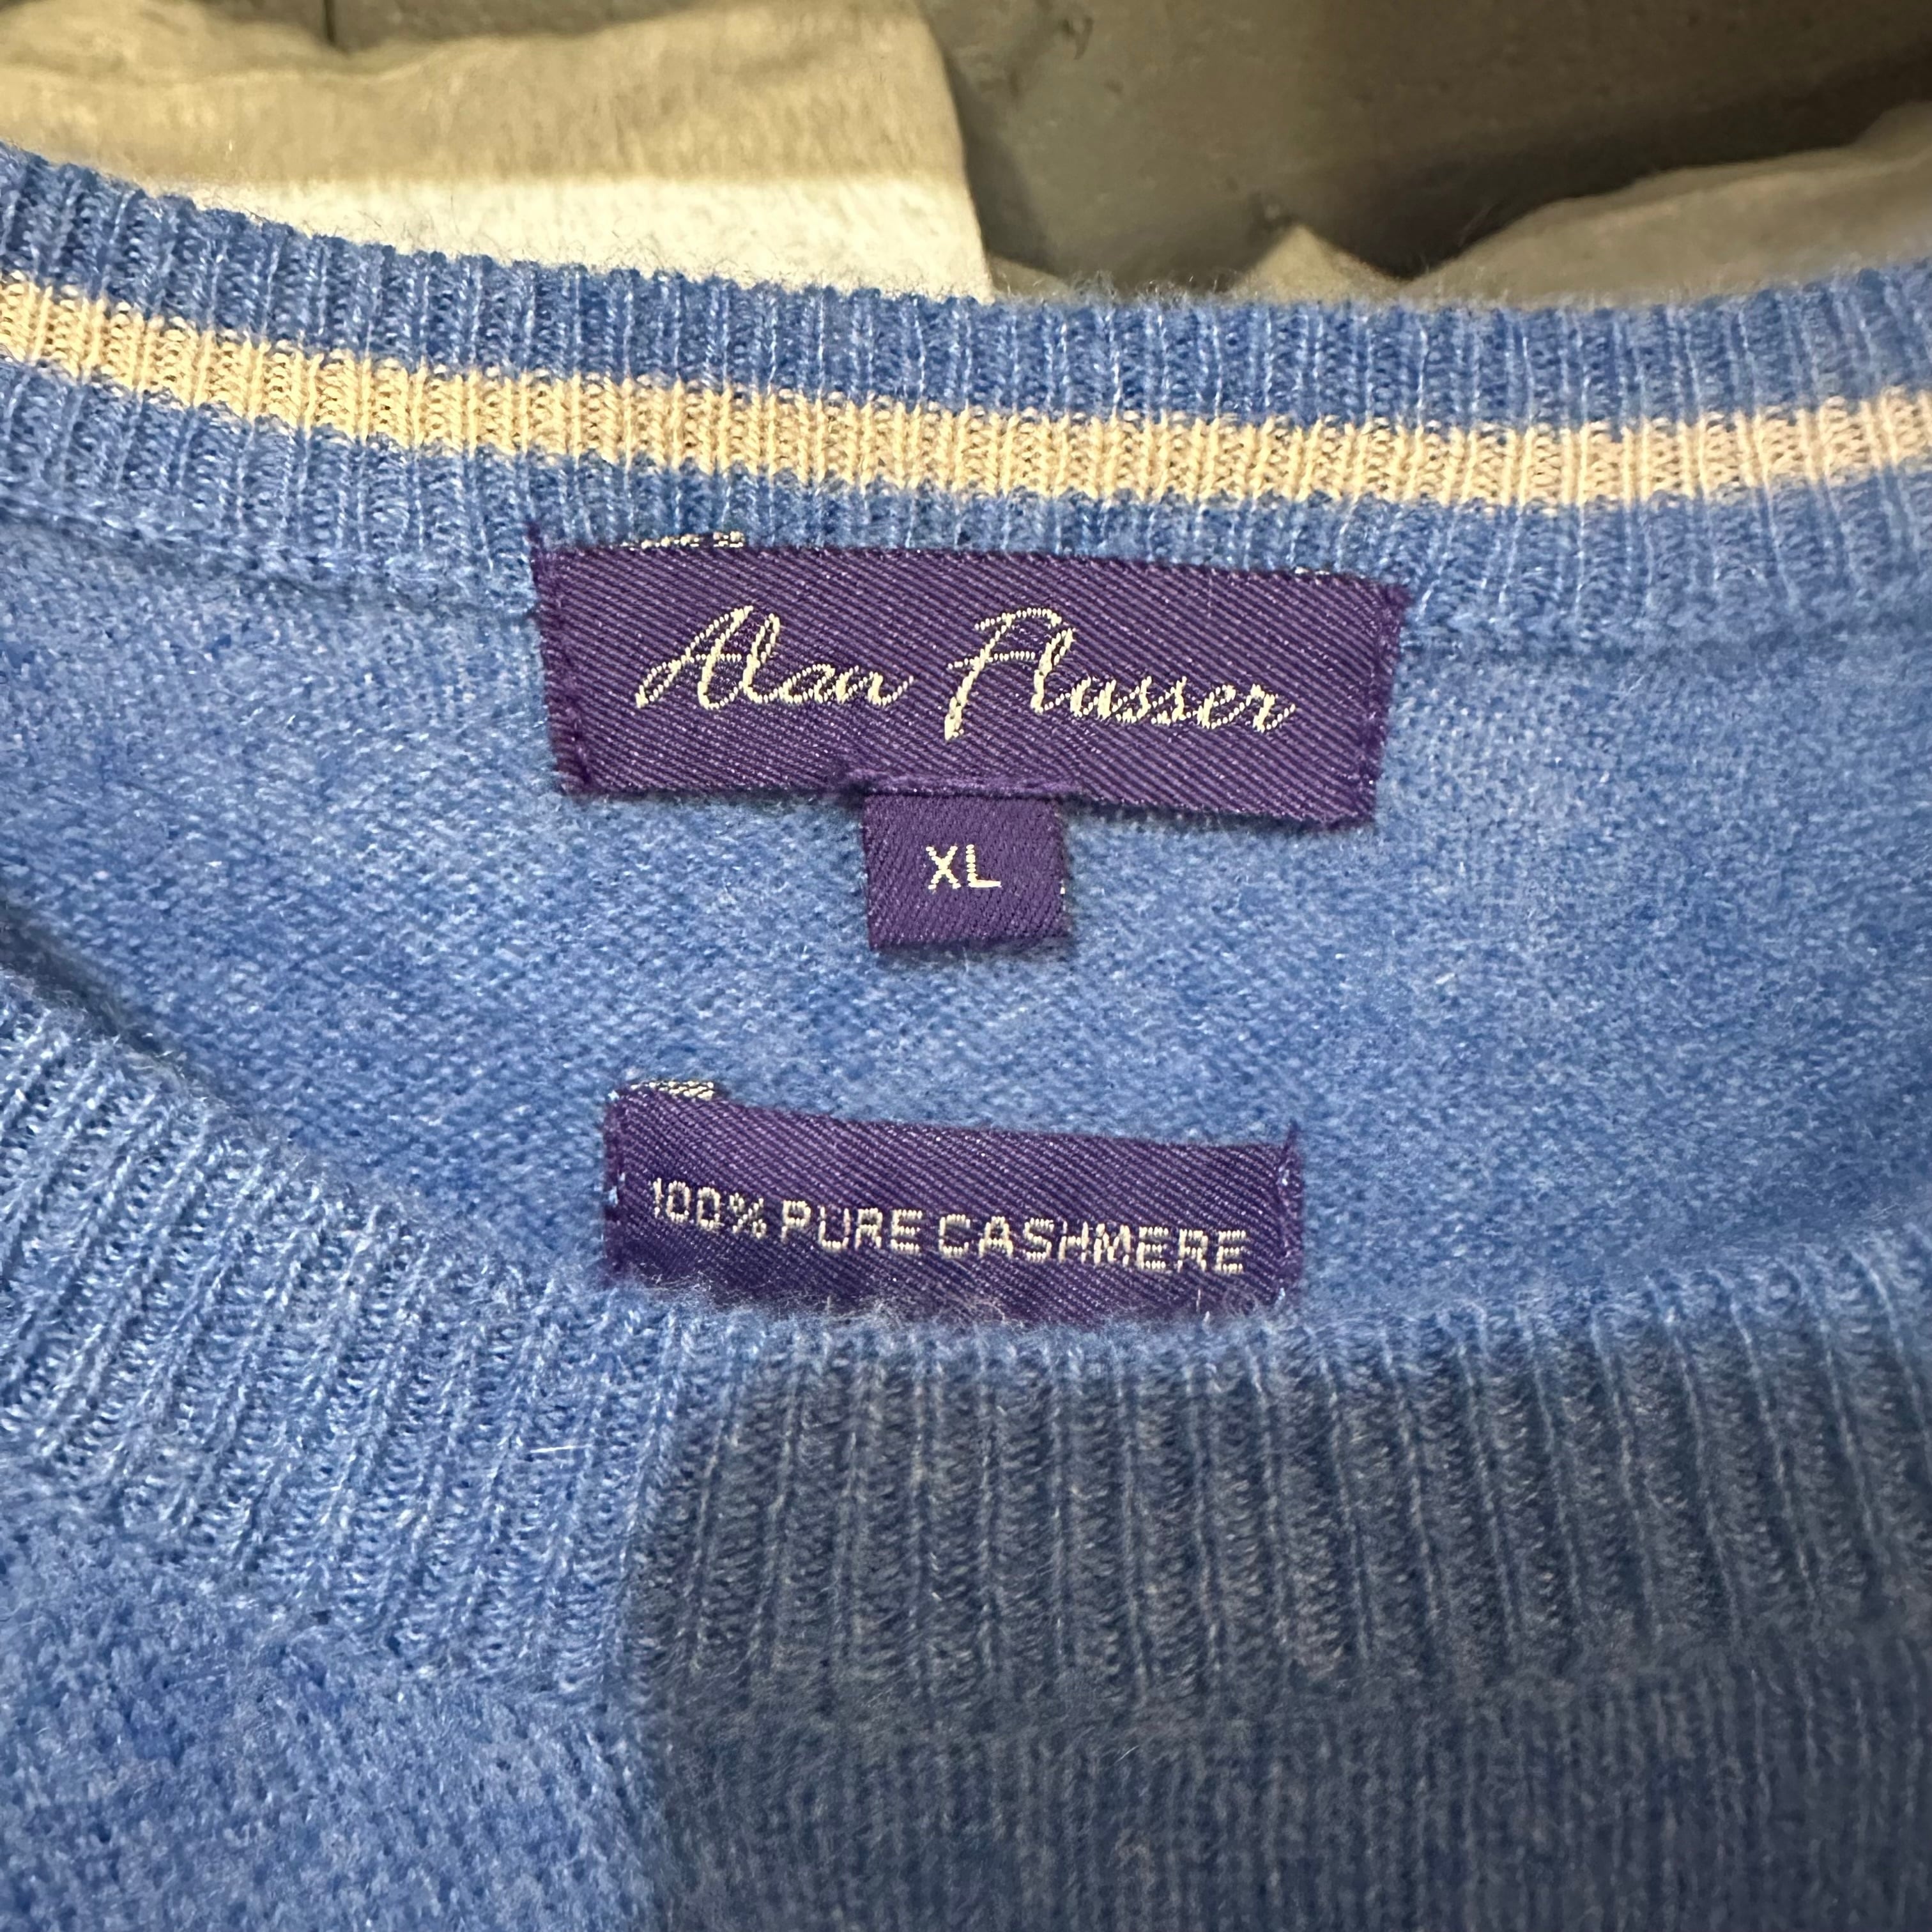 Alan Flusser
XL
100% PURE CASHMERE